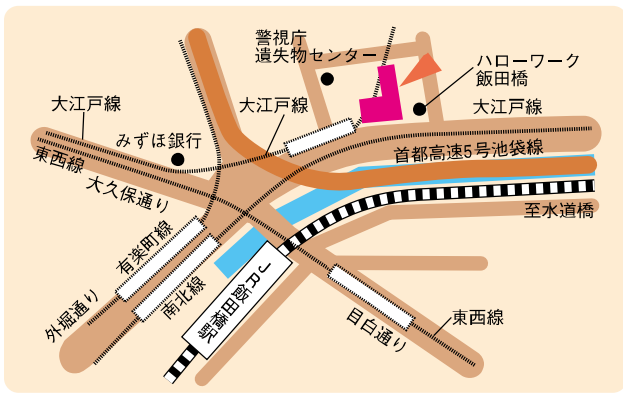 警視庁
遺失物センター
ハローワーク
飯田橋
大江戸線
大江戸線
大江戸線
みずほ銀行
首都高速5号池袋線
東西線
大久保通り
至水道橋
有楽町線
南北線
外堀通り
JR飯田橋駅
目白通り
東西線